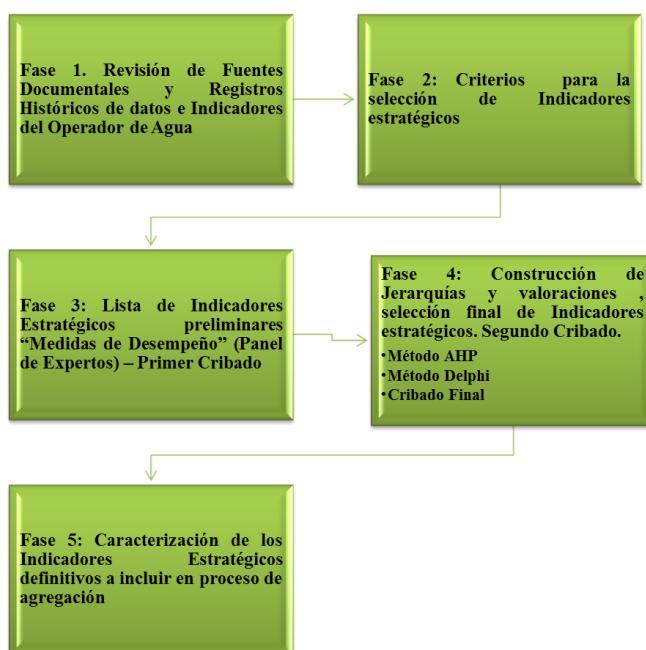 Fase 1. Revisión de Fuentes
Documentales y Registros
Históricos de datos e Indicadores
del Operador de Agua
Fase 2: Criterios para la
selección de Indicadores
estratégicos
Fase 3: Lista de Indicadores
Estratégicos preliminares
“Medidas de Desempeño” (Panel
de Expertos) – Primer Cribado
Fase 4: Construcción de
Jerarquías y valoraciones ,
selección final de Indicadores
estratégicos. Segundo Cribado.
•Método AHP
•Método Delphi
•Cribado Final
Fase 5: Caracterización de los
Indicadores Estratégicos
definitivos a incluir en proceso de
agregación